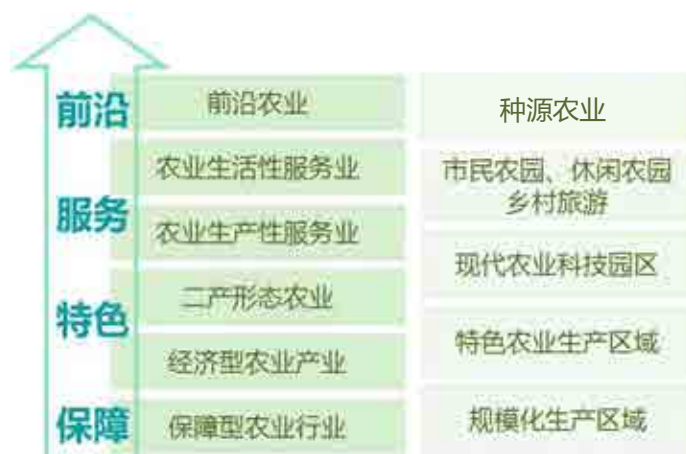 前沿
前沿农业
种源农业
农业生活性服务业
市民农园、休闲农园
乡村旅游
服务
农业生产性服务业
现代农业科技园区
特色
二产形态农业
特色农业生产区域
经济型农业产业
保障
保障型农业行业
规模化生产区域